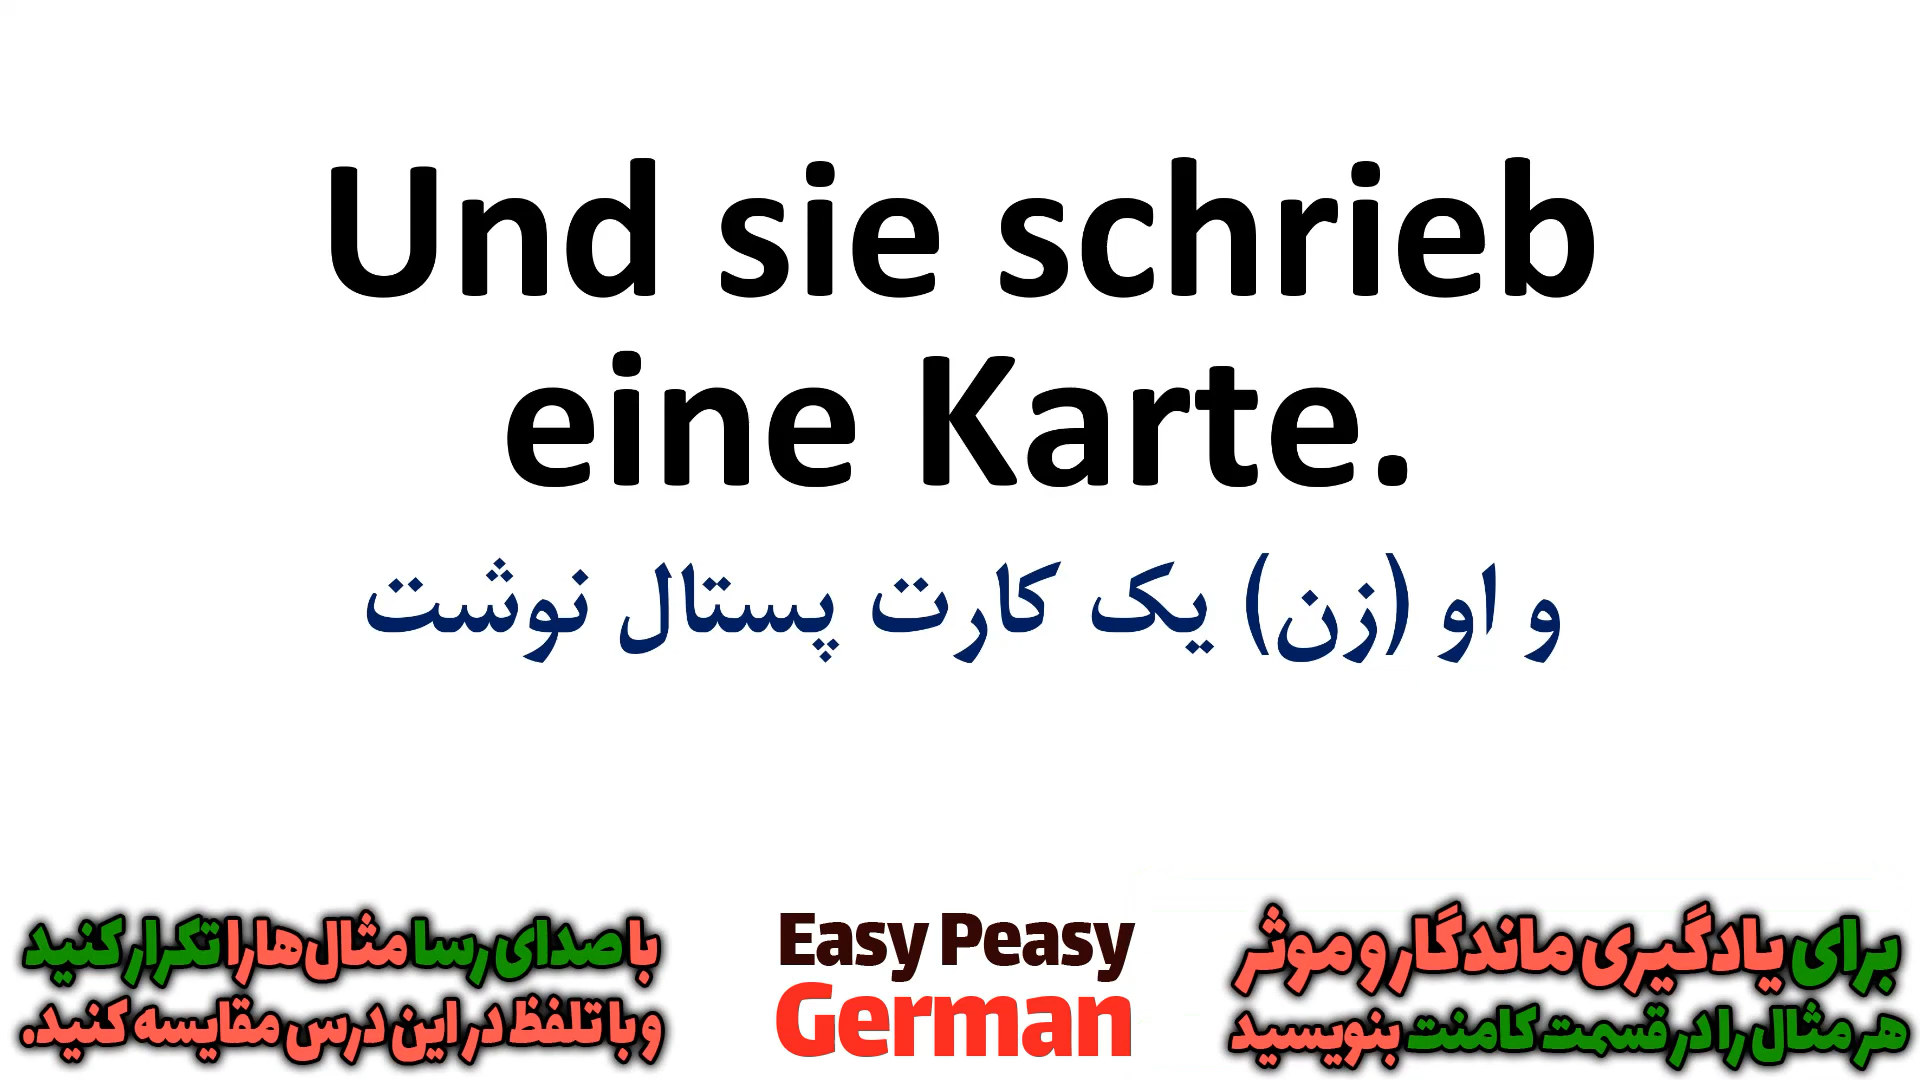 Und sie schrieb
eine Karte.
و او (زن) یک کارت پستال نوشت
با صدای رسا مثال‌ها را تکرار کنید
و با تلفظ در این درس مقایسه کنید.
Easy Peasy
German
برای یادگیری ماندگار و موثر
هر مثال را در قسمت کامنت بنویسید